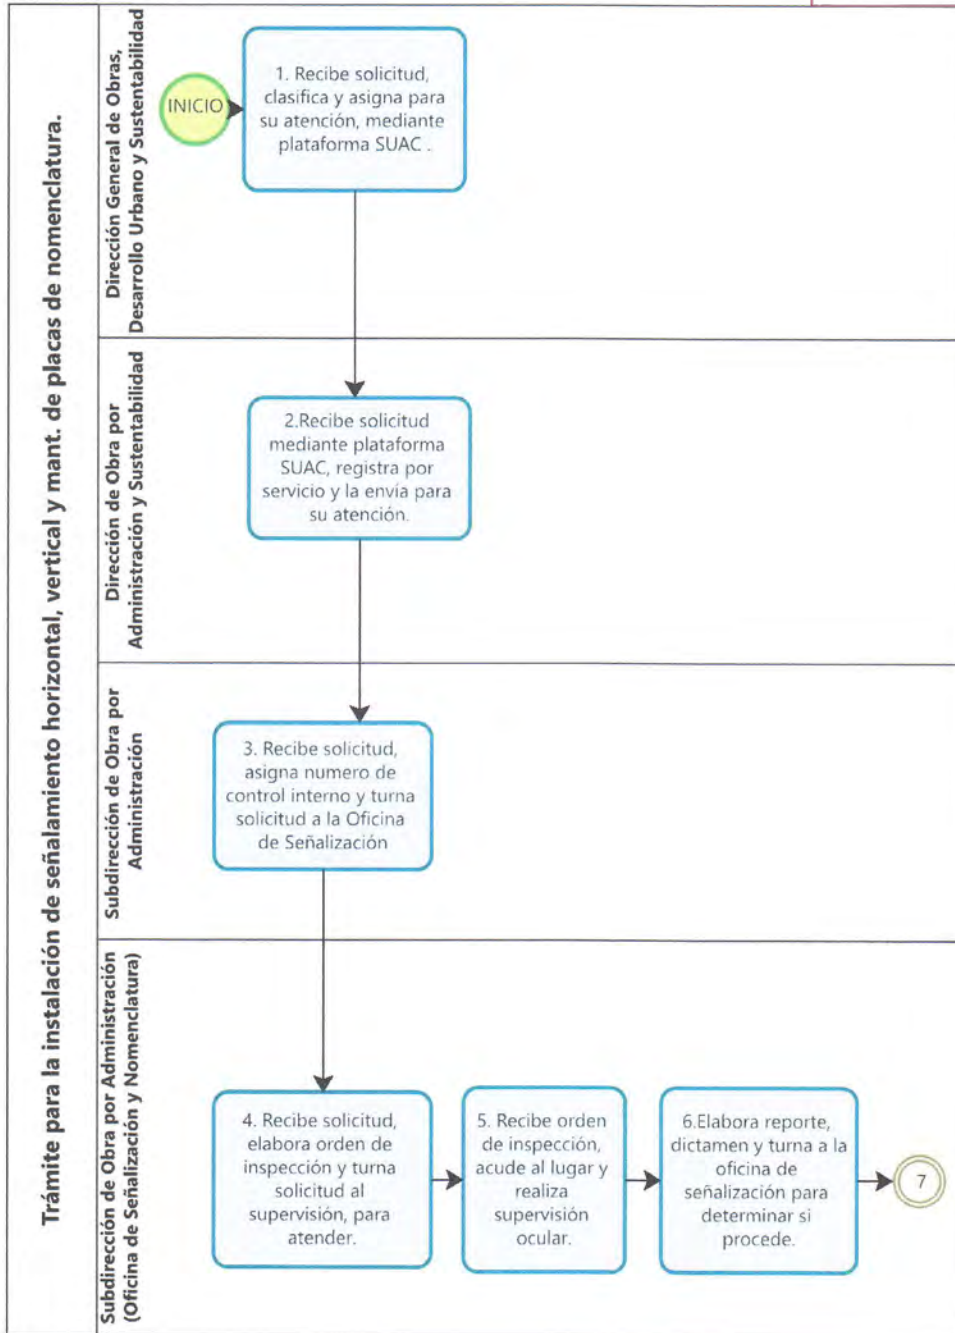 Trámite para la instalación de señalamiento horizontal, vertical y mant. de placas de nomenclatura.
Dirección General de Obras,
Desarrollo Urbano y Sustentabilidad
INICIO
1. Recibe solicitud,
clasifica y asigna para
su atención, mediante
plataforma SUAC .
Dirección de Obra por
Administración y Sustentabilidad
2.Recibe solicitud
mediante plataforma
SUAC, registra por
servicio y la envía para
su atención.
Subdirección de Obra por
Administración
3. Recibe solicitud,
asigna numero de
control interno y turna
solicitud a la Oficina
de Señalización
Subdirección de Obra por Administración
(Oficina de Señalización y Nomenclatura)
4. Recibe solicitud,
elabora orden de
inspección y turna
solicitud al
supervisión, para
atender.
5. Recibe orden
de inspección,
acude al lugar y
realiza
supervisión
ocular.
6.Elabora reporte,
dictamen y turna a la
oficina de
señalización para
determinar si
procede.
7